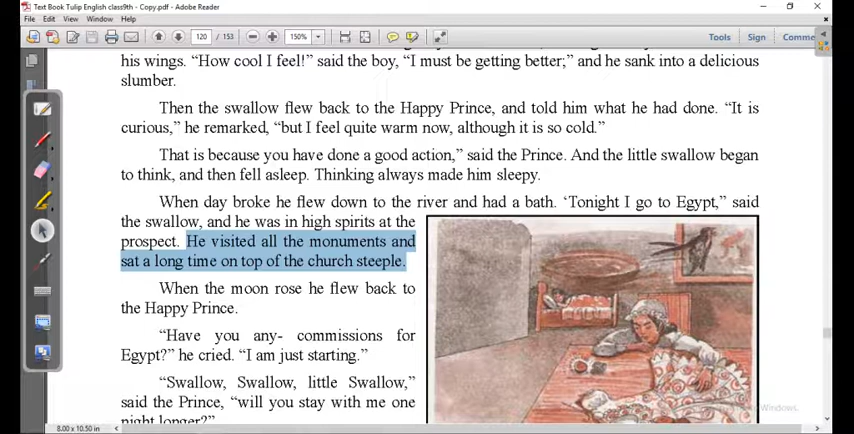 Text Book Tulip English class9th - Copy.pdf - Adobe Reader
File Edit View Window Help
120 / 153 150% Tools Sign
his wings. “How cool I feel!” said the boy, “I must be getting better;” and he sank into a delicious
slumber.
Then the swallow flew back to the Happy Prince, and told him what he had done. “It is
curious,” he remarked, “but I feel quite warm now, although it is so cold.”
That is because you have done a good action,” said the Prince. And the little swallow began
to think, and then fell asleep. Thinking always made him sleepy.
When day broke he flew down to the river and had a bath. ‘Tonight I go to Egypt,” said
the swallow, and he was in high spirits at the
prospect. He visited all the monuments and
sat a long time on top of the church steeple.
When the moon rose he flew back to
the Happy Prince.
“Have you any- commissions for
Egypt?” he cried. “I am just starting.”
“Swallow, Swallow, little Swallow,”
said the Prince, “will you stay with me one
night longer?”
8.00 x 10.50 in